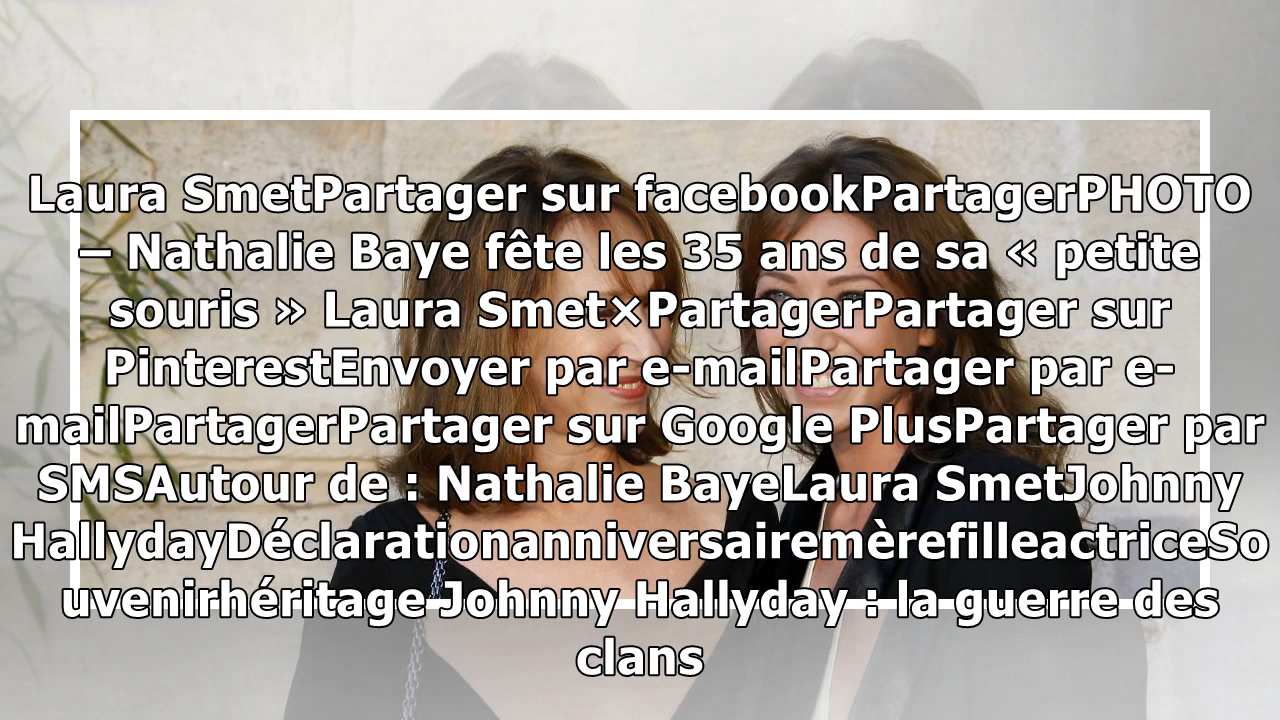 Laura SmetPartager sur facebookPartagerPHOTO
– Nathalie Baye fête les 35 ans de sa « petite
souris » Laura Smet×PartagerPartager sur
PinterestEnvoyer par e-mailPartager par e-
mailPartagerPartager sur Google PlusPartager par
SMSAutour de : Nathalie BayeLaura SmetJohnny
HallydayDéclarationanniversairemèrefilleactriceSo
uvenirhéritage Johnny Hallyday : la guerre des
clans